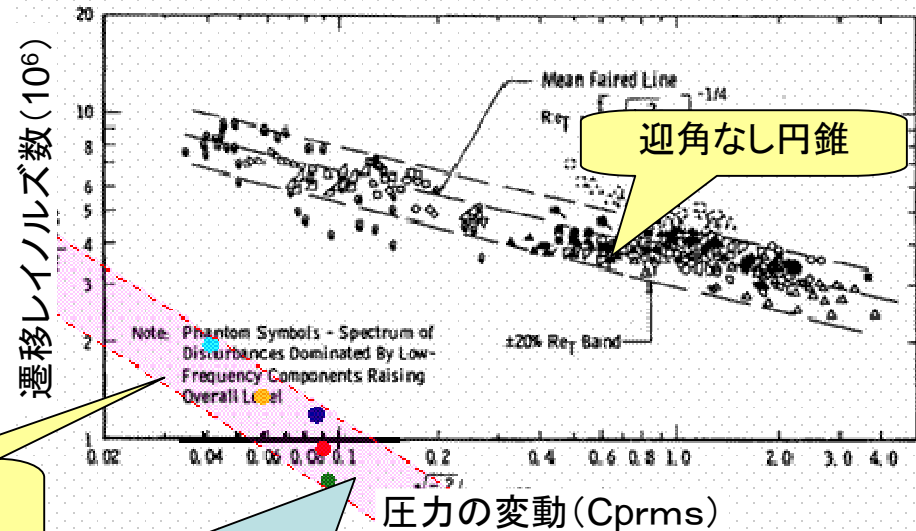 20
10
8
6
5
4
3
2
1
遷移レイノルズ数(10⁶)
Mean Faired Line
-1/4
迎角なし円錐
±20% Re_T Band
Note: Phantom Symbols - Spectrum of
Disturbances Dominated By Low-
Frequency Components Raising
Overall Level
0.02 0.04 0.06 0.08 0.1 0.2 0.4 0.6 0.8 1.0 2.0 3.0 4.0
圧力の変動(Cprms)